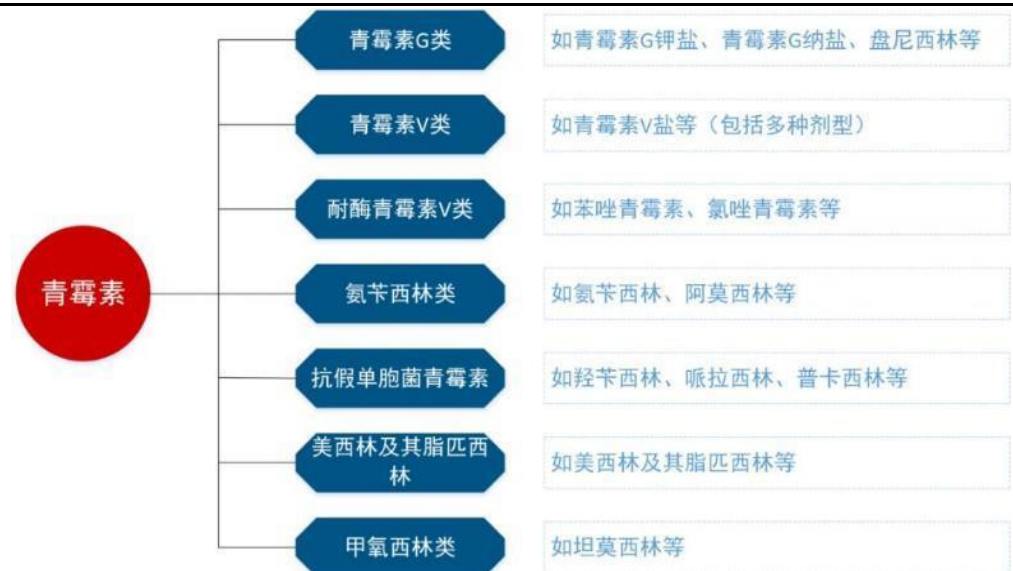 青霉素
青霉素G类
如青霉素G钾盐、青霉素G纳盐、盘尼西林等
青霉素V类
如青霉素V盐等（包括多种剂型）
耐酶青霉素V类
如苯唑青霉素、氯唑青霉素等
氨苄西林类
如氨苄西林、阿莫西林等
抗假单胞菌青霉素
如羟苄西林、哌拉西林、普卡西林等
美西林及其脂匹西
林
如美西林及其脂匹西林等
甲氧西林类
如坦莫西林等